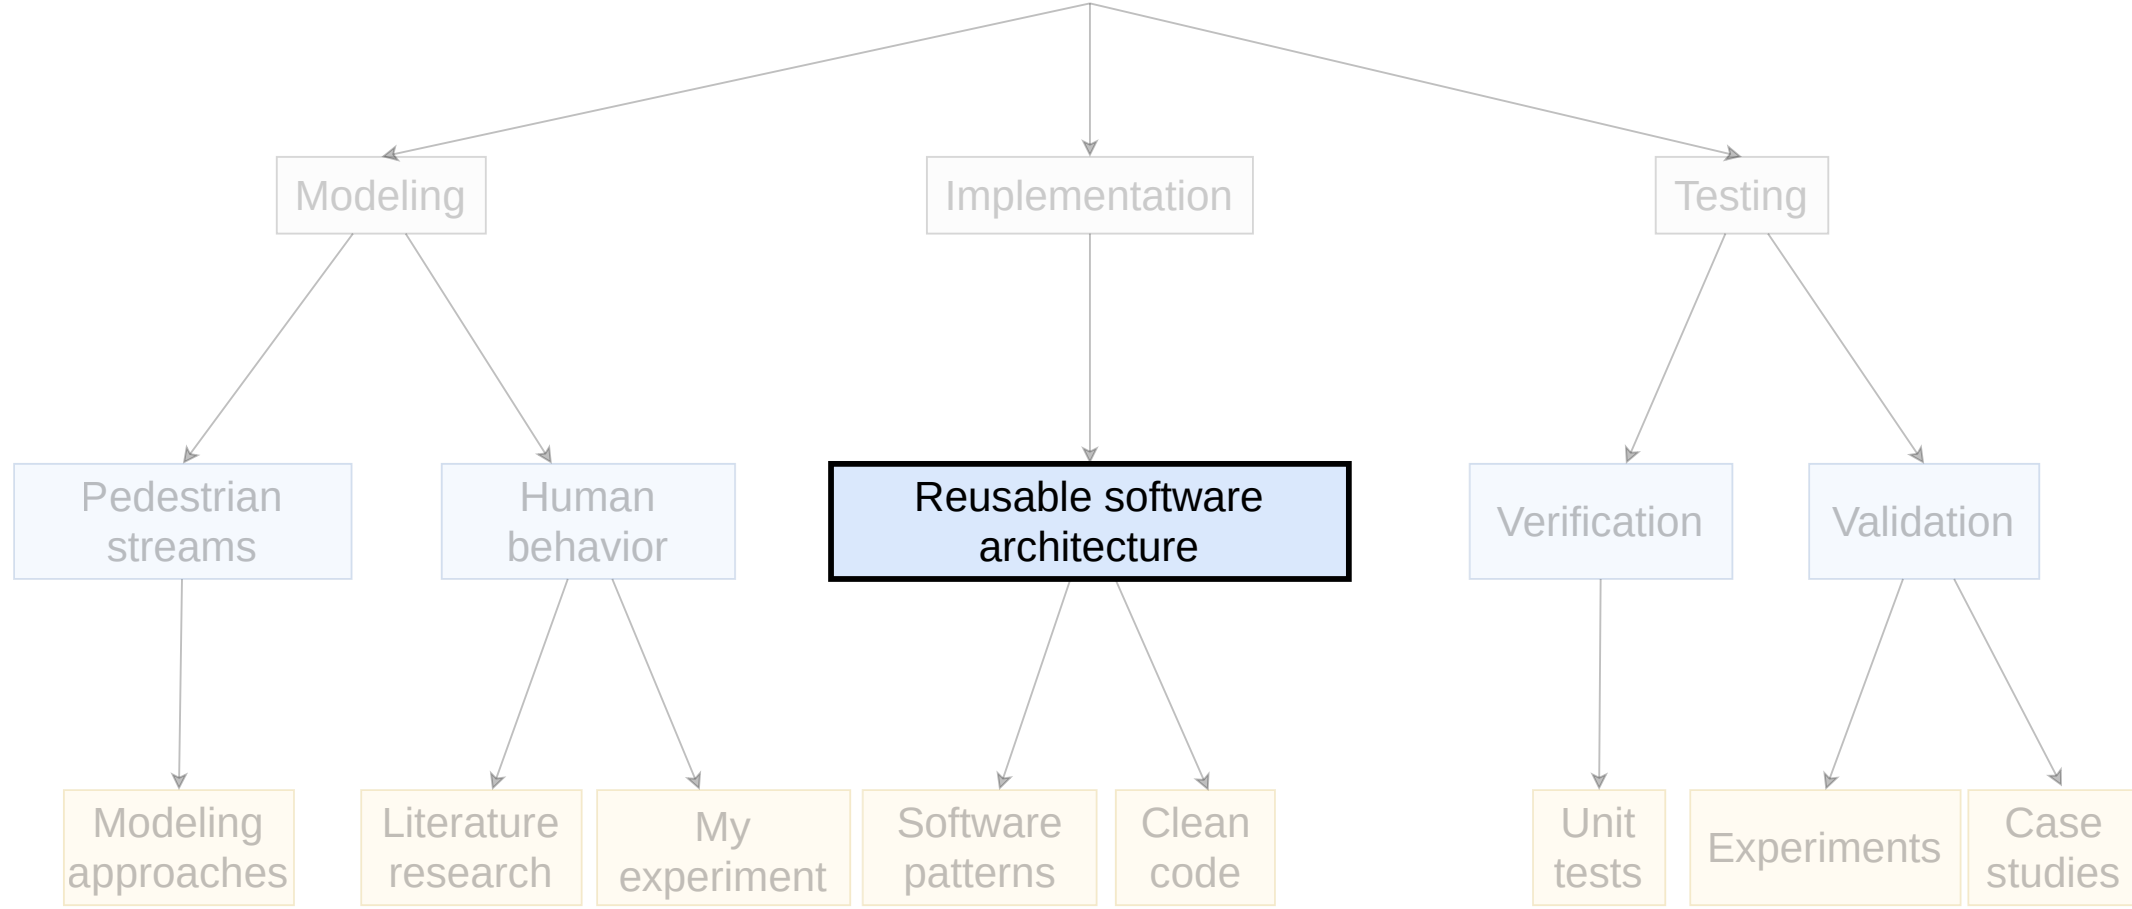 Modeling
Implementation
Testing
Pedestrian
streams
Human
behavior
Reusable software
architecture
Verification
Validation
Modeling
approaches
Literature
research
My
experiment
Software
patterns
Clean
code
Unit
tests
Experiments
Case
studies